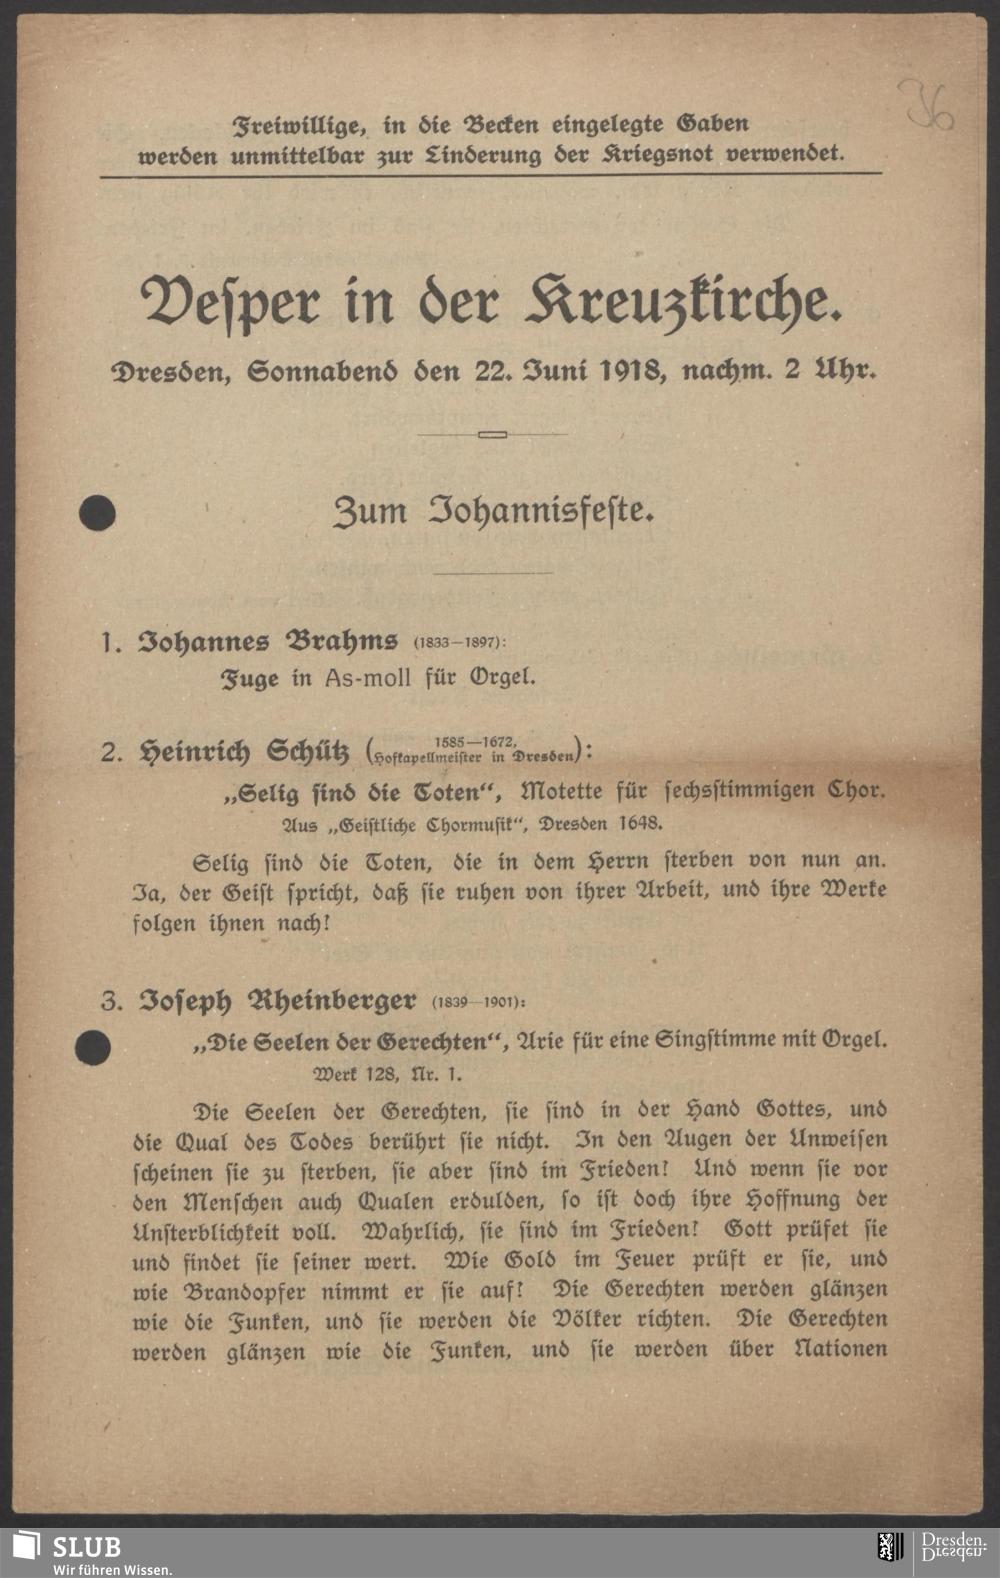 36
Freiwillige, in die Becken eingelegte Gaben
werden unmittelbar zur Linderung der Kriegsnot verwendet.
Vesper in der Kreuzkirche.
Dresden, Sonnabend den 22. Juni 1918, nachm. 2 Uhr.
Zum Johannisfeste.
1. Johannes Brahms (1833—1897):
Fuge in As-moll für Orgel.
2. Heinrich Schütz (1585—1672, Hofkapellmeister in Dresden):
„Selig sind die Toten“, Motette für sechsstimmigen Chor.
Aus „Geistliche Chormusik“, Dresden 1648.
Selig sind die Toten, die in dem Herrn sterben von nun an.
Ja, der Geist spricht, daß sie ruhen von ihrer Arbeit, und ihre Werke
folgen ihnen nach!
3. Joseph Rheinberger (1839—1901):
„Die Seelen der Gerechten“, Arie für eine Singstimme mit Orgel.
Werk 128, Nr. 1.
Die Seelen der Gerechten, sie sind in der Hand Gottes, und
die Qual des Todes berührt sie nicht. In den Augen der Unweisen
scheinen sie zu sterben, sie aber sind im Frieden! Und wenn sie vor
den Menschen auch Qualen erdulden, so ist doch ihre Hoffnung der
Unsterblichkeit voll. Wahrlich, sie sind im Frieden! Gott prüfet sie
und findet sie seiner wert. Wie Gold im Feuer prüft er sie, und
wie Brandopfer nimmt er sie auf! Die Gerechten werden glänzen
wie die Funken, und sie werden die Völker richten. Die Gerechten
werden glänzen wie die Funken, und sie werden über Nationen
SLUB
Wir führen Wissen.
Dresden.
Dresden.